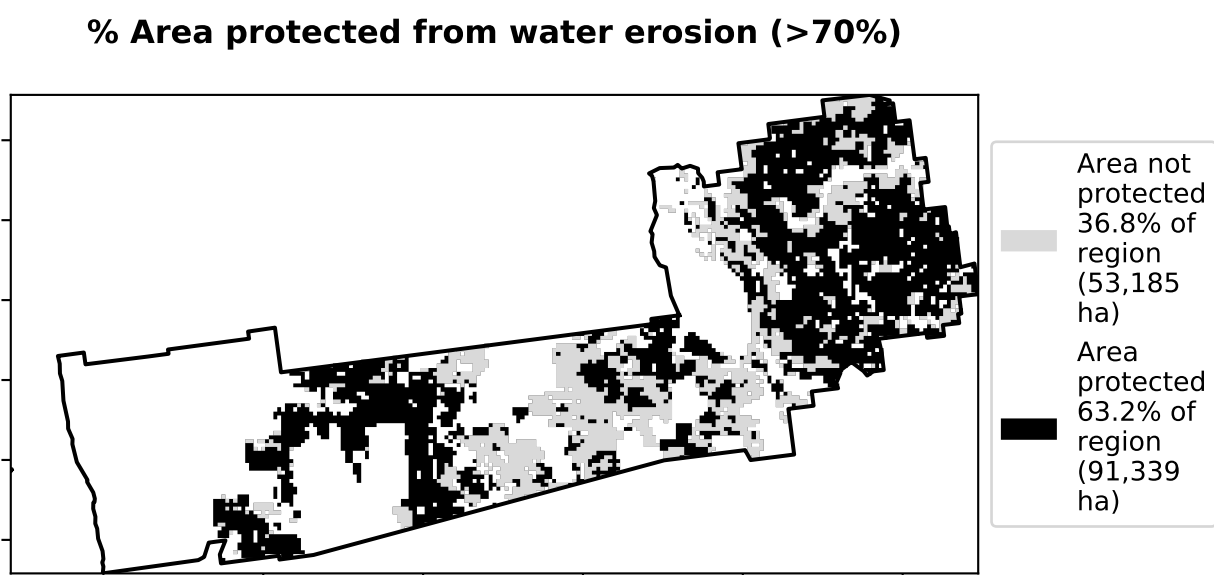 % Area protected from water erosion (>70%)
Area not
protected
36.8% of
region
(53,185
ha)
Area
protected
63.2% of
region
(91,339
ha)